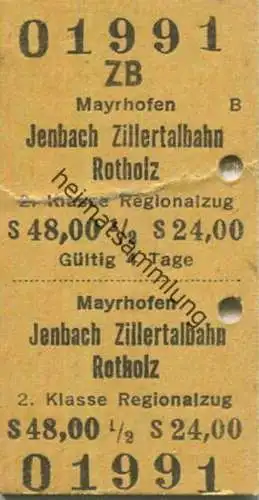 01991
ZB
Mayrhofen B
Jenbach Zillertalbahn
Rotholz
2. Klasse Regionalzug
S 48,00 1/2 S 24,00
Gültig Tage
Mayrhofen
Jenbach Zillertalbahn
Rotholz
2. Klasse Regionalzug
S 48,00 1/2 S 24,00
01991
heimatsammlung